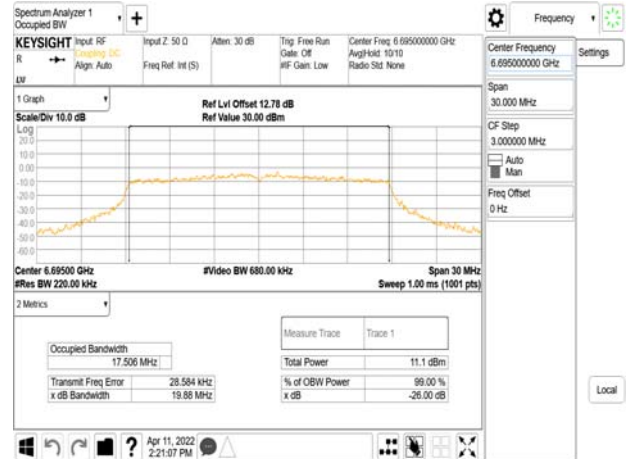 Spectrum Analyzer 1
Occupied BW
+
Frequency
KEYSIGHT
Input: RF
Coupling: DC
Align: Auto
Input Z: 50 Ω
Freq Ref: Int (S)
Atten: 30 dB
Trig: Free Run
Gate: Off
#IF Gain: Low
Center Freq: 6.695000000 GHz
Avg|Hold: 10/10
Radio Std: None
R
LXI
Center Frequency
6.695000000 GHz
Settings
Span
30.000 MHz
CF Step
3.000000 MHz
Auto
Man
Freq Offset
0 Hz
Local
1 Graph
Scale/Div 10.0 dB
Ref Lvl Offset 12.78 dB
Ref Value 30.00 dBm
Log
20.0
10.0
0.00
-10.0
-20.0
-30.0
-40.0
-50.0
-60.0
Center 6.69500 GHz
#Video BW 680.00 kHz
Span 30 MHz
#Res BW 220.00 kHz
Sweep 1.00 ms (1001 pts)
2 Metrics
Measure Trace
Trace 1
Occupied Bandwidth
17.506 MHz
Total Power
11.1 dBm
Transmit Freq Error
28.584 kHz
% of OBW Power
99.00 %
x dB Bandwidth
19.88 MHz
x dB
-26.00 dB
?
Apr 11, 2022
2:21:07 PM